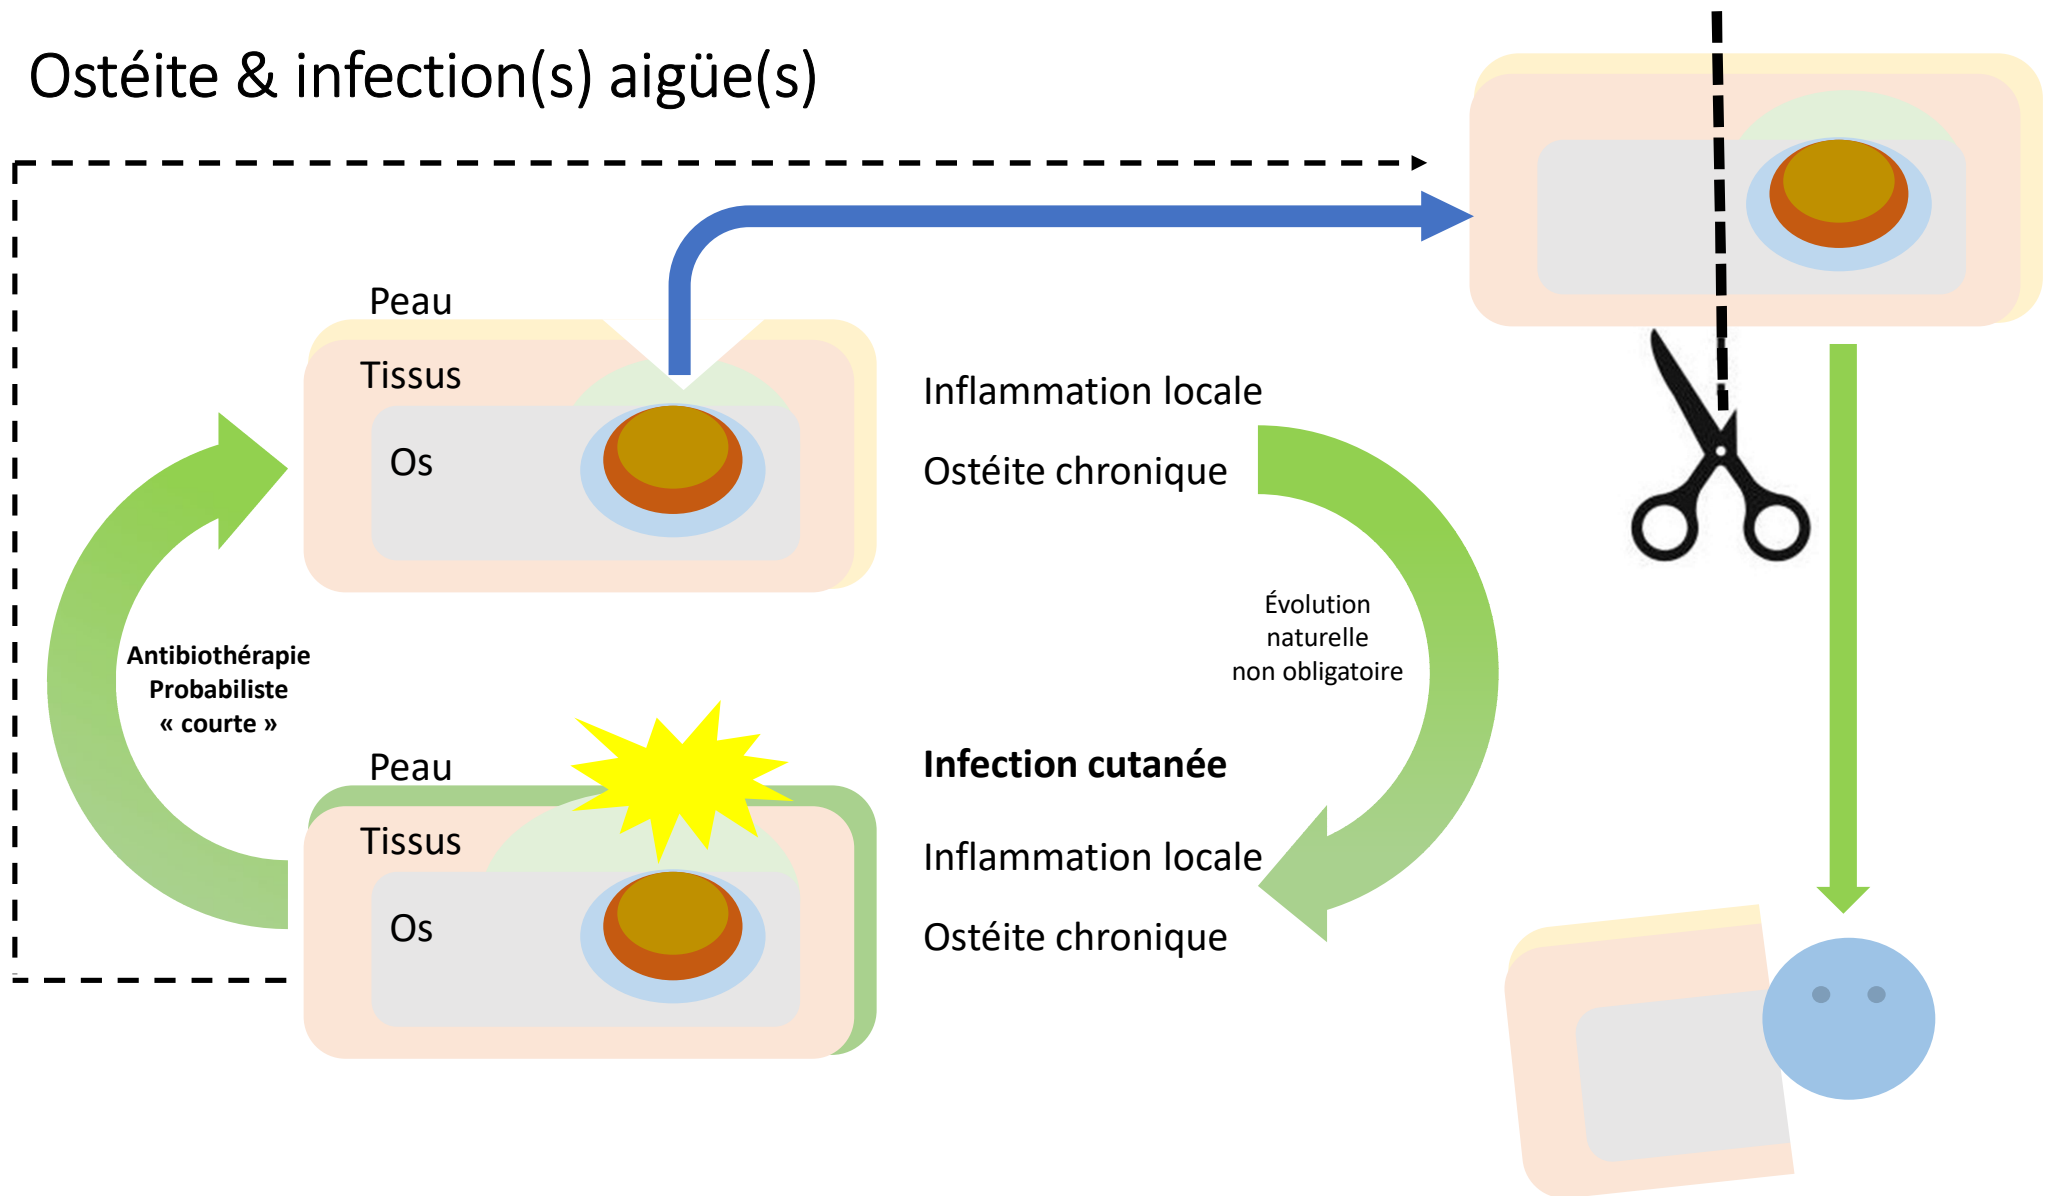 Ostéite & infection(s) aigüe(s)
Peau
Tissus
Os
Inflammation locale
Ostéite chronique
Antibiothérapie
Probabiliste
« courte »
Évolution
naturelle
non obligatoire
Peau
Tissus
Os
Infection cutanée
Inflammation locale
Ostéite chronique